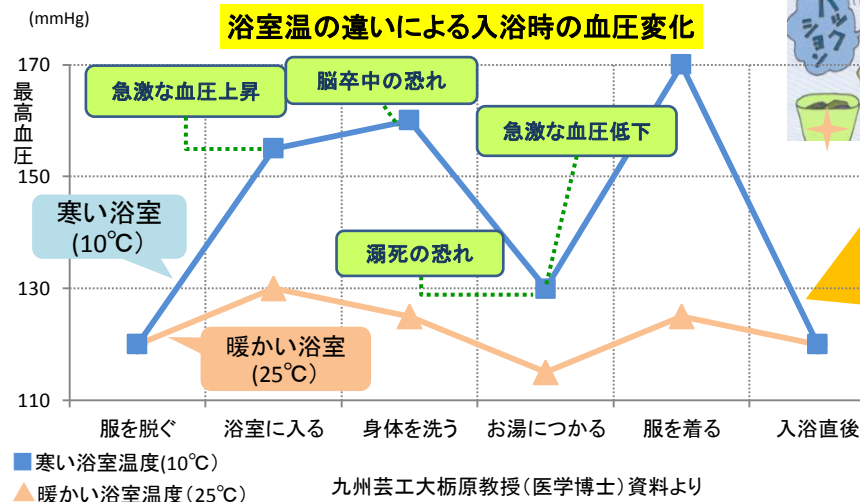 (mmHg)
浴室温の違いによる入浴時の血圧変化
ハックション
170
最高血圧
急激な血圧上昇
脳卒中の恐れ
急激な血圧低下
150
寒い浴室
(10℃)
溺死の恐れ
130
暖かい浴室
(25℃)
110
服を脱ぐ 浴室に入る 身体を洗う お湯につかる 服を着る 入浴直後
寒い浴室温度(10℃)
暖かい浴室温度(25℃)
九州芸工大栃原教授(医学博士)資料より